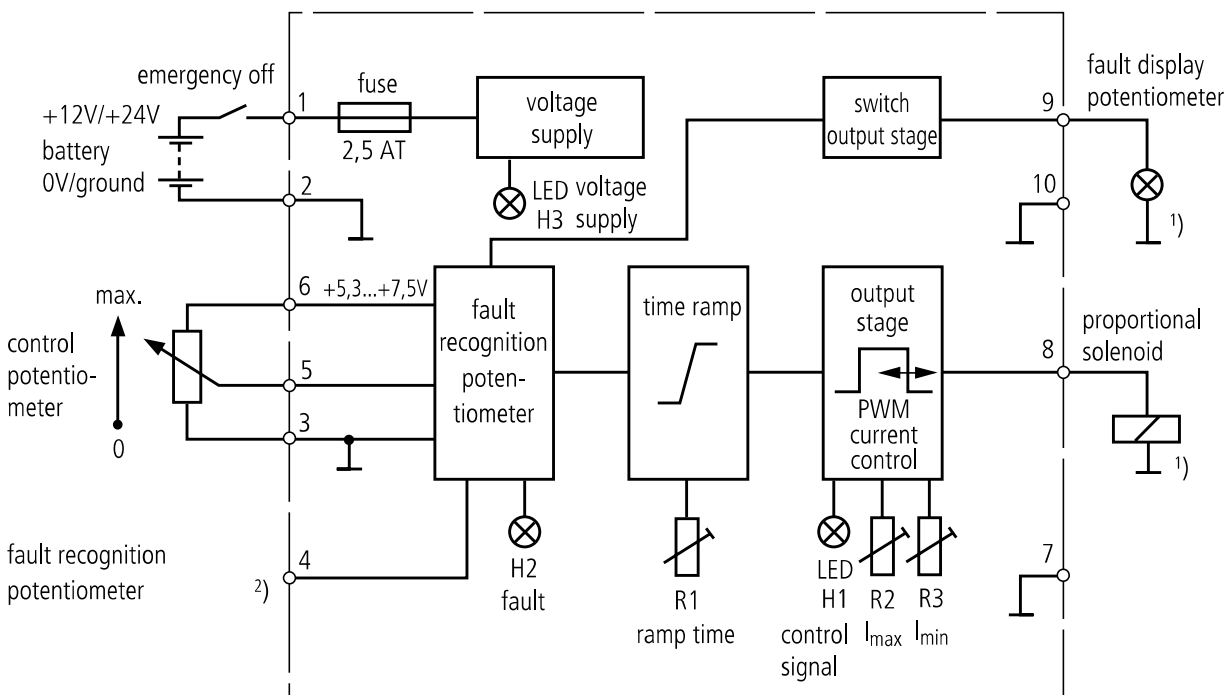 emergency off
+12V/+24V
battery
0V/ground
1
fuse
2,5 AT
2
voltage
supply
LED voltage
H3 supply
switch
output stage
9
fault display
potentiometer
10
1)
max.
control
potentio-
meter
0
6
+5,3...+7,5V
5
3
fault
recognition
poten-
tiometer
time ramp
output
stage
PWM
current
control
8
proportional
solenoid
1)
fault recognition
potentiometer
2)
4
H2
fault
R1
ramp time
LED
H1
control
signal
R2
Imax
R3
Imin
7